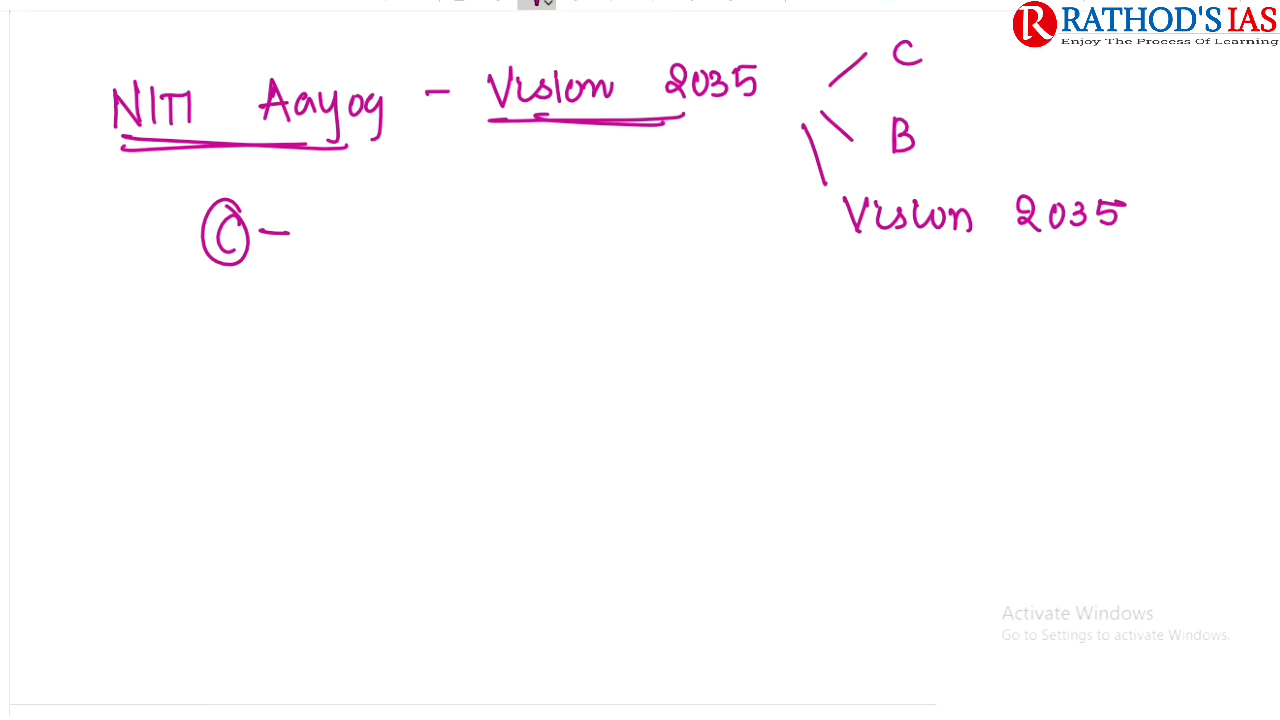 RATHOD'S IAS
Enjoy The Process Of Learning
NITI Aayog - Vision 2035
C
B
Vision 2035
C -
Activate Windows
Go to Settings to activate Windows.